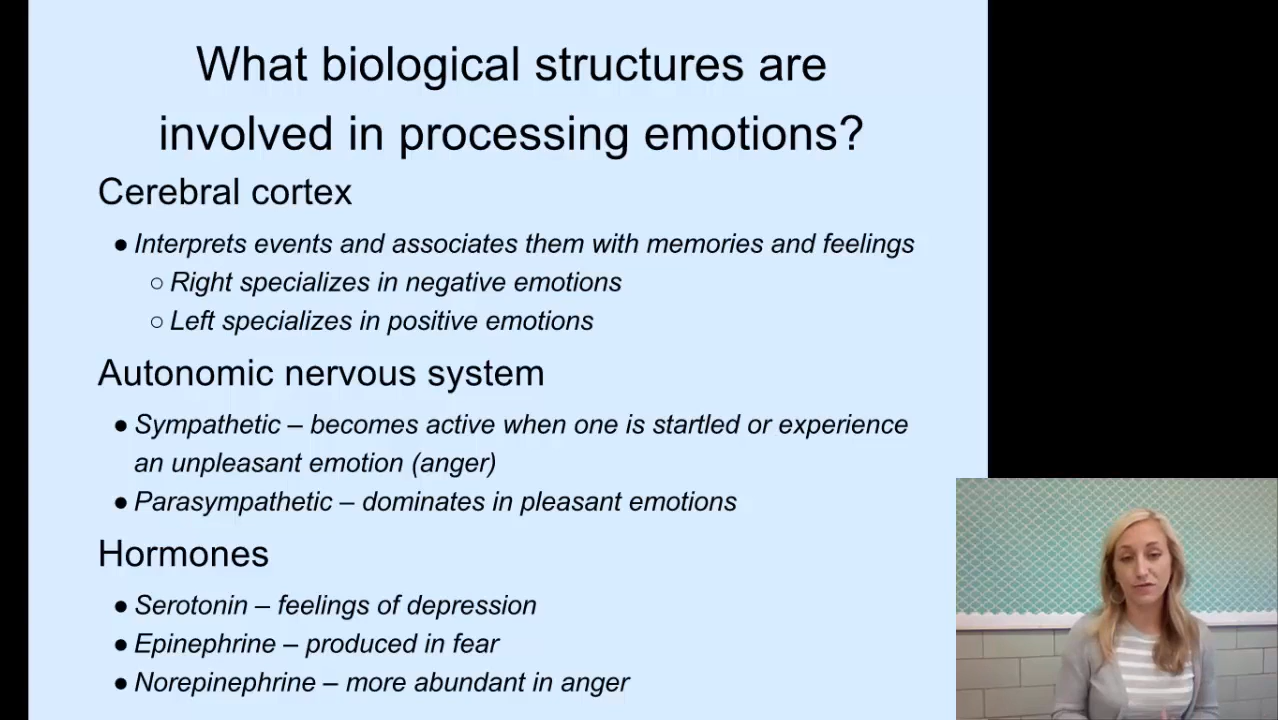 What biological structures are
involved in processing emotions?
Cerebral cortex
● Interprets events and associates them with memories and feelings
○ Right specializes in negative emotions
○ Left specializes in positive emotions
Autonomic nervous system
● Sympathetic – becomes active when one is startled or experience
an unpleasant emotion (anger)
● Parasympathetic – dominates in pleasant emotions
Hormones
● Serotonin – feelings of depression
● Epinephrine – produced in fear
● Norepinephrine – more abundant in anger